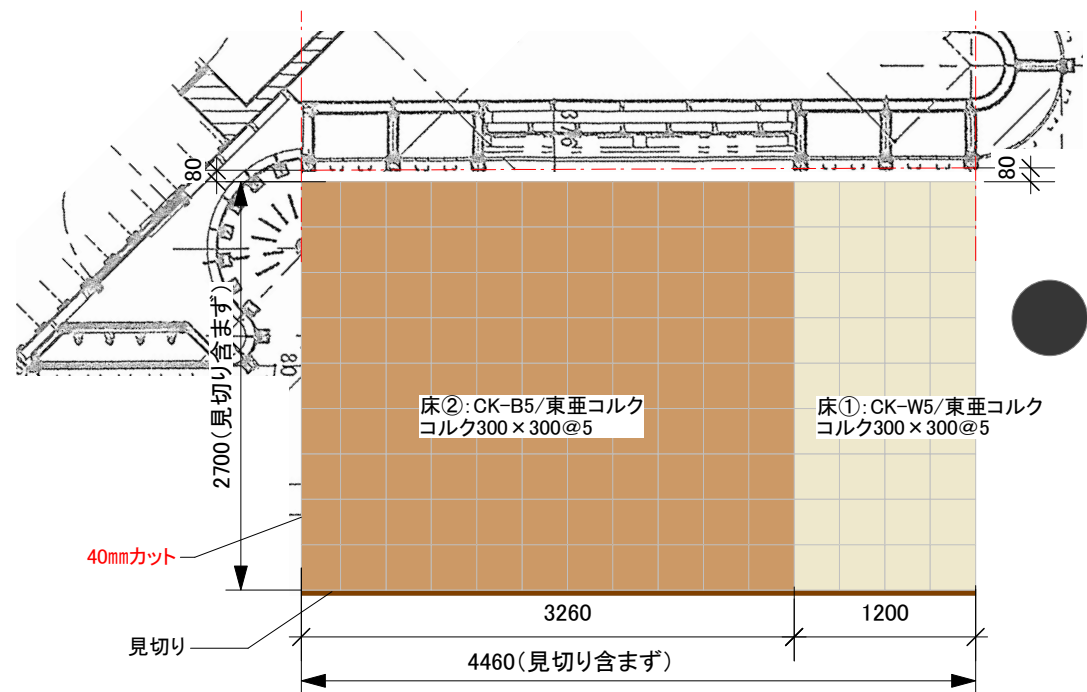 376
80
80
2700(見切り含まず)
床②:CK-B5/東亜コルク
コルク300×300@5
床①:CK-W5/東亜コルク
コルク300×300@5
40mmカット
見切り
3260
1200
4460(見切り含まず)